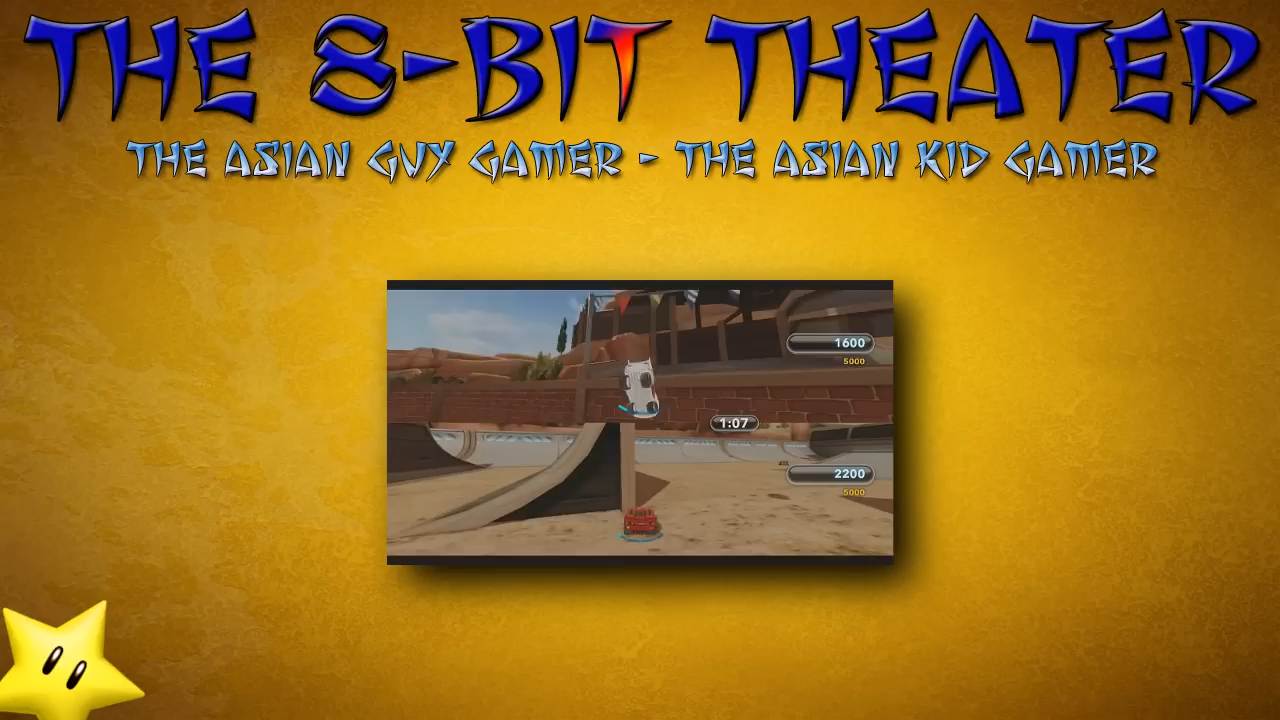 THE 8-BIT THEATER
THE ASIAN GUY GAMER - THE ASIAN KID GAMER
1600
5000
1:07
2200
5000